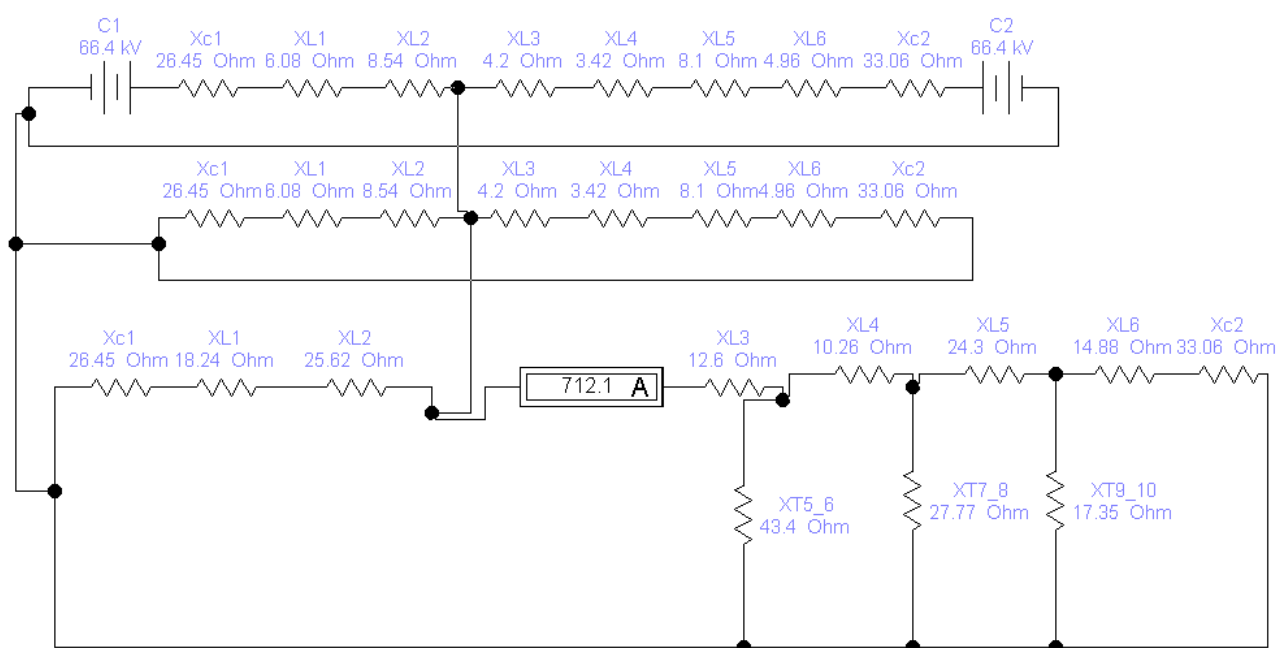 C1
66.4 kV
Xc1
26.45 Ohm
XL1
6.08 Ohm
XL2
8.54 Ohm
XL3
4.2 Ohm
XL4
3.42 Ohm
XL5
8.1 Ohm
XL6
4.96 Ohm
Xc2
33.06 Ohm
C2
66.4 kV
Xc1
26.45 Ohm
XL1
6.08 Ohm
XL2
8.54 Ohm
XL3
4.2 Ohm
XL4
3.42 Ohm
XL5
8.1 Ohm
XL6
4.96 Ohm
Xc2
33.06 Ohm
Xc1
26.45 Ohm
XL1
18.24 Ohm
XL2
25.62 Ohm
712.1 A
XL3
12.6 Ohm
XL4
10.26 Ohm
XL5
24.3 Ohm
XL6
14.88 Ohm
Xc2
33.06 Ohm
XT5_6
43.4 Ohm
XT7_8
27.77 Ohm
XT9_10
17.35 Ohm